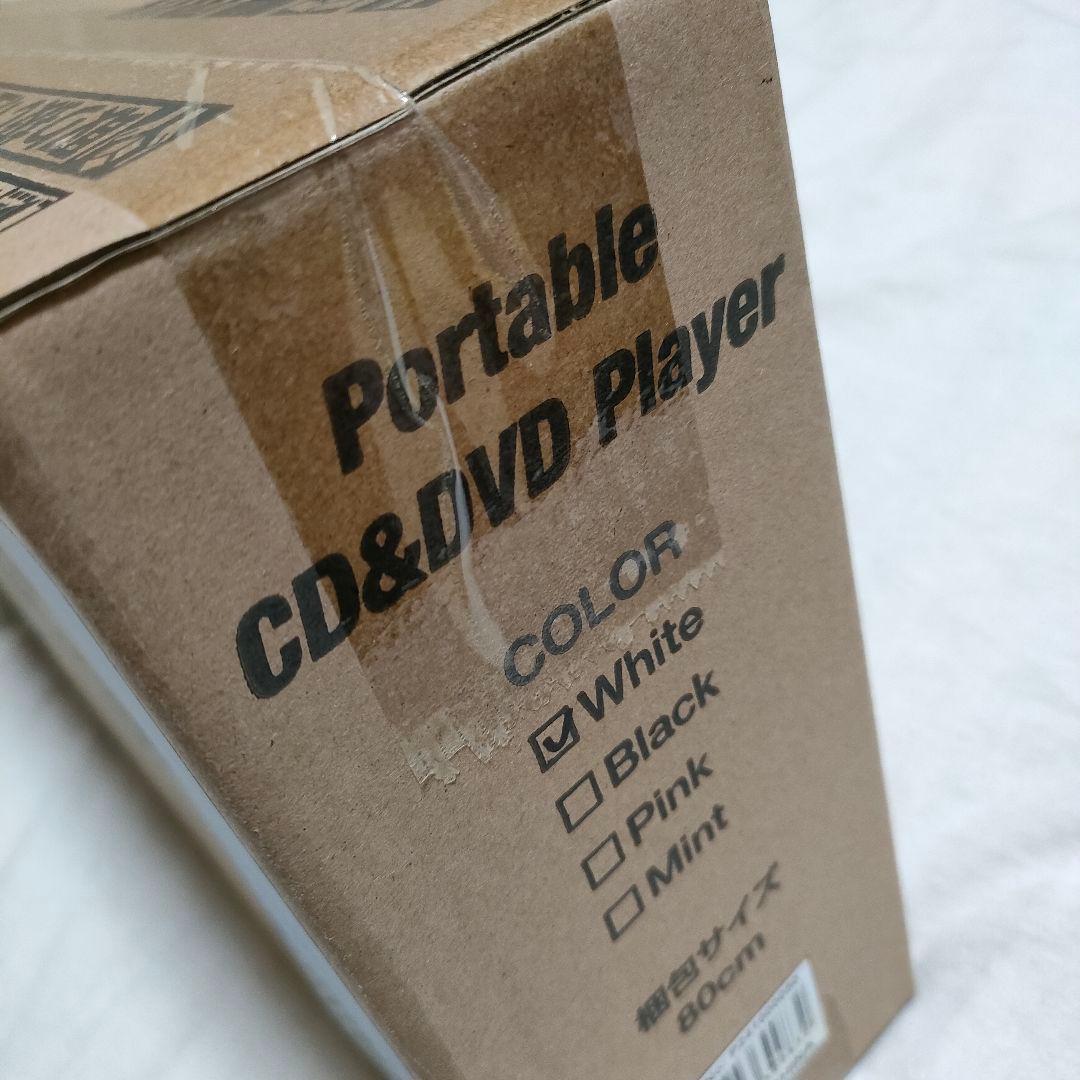 Portable
CD&DVD Player
COLOR
White
Black
Pink
Mint
梱包サイズ
80cm